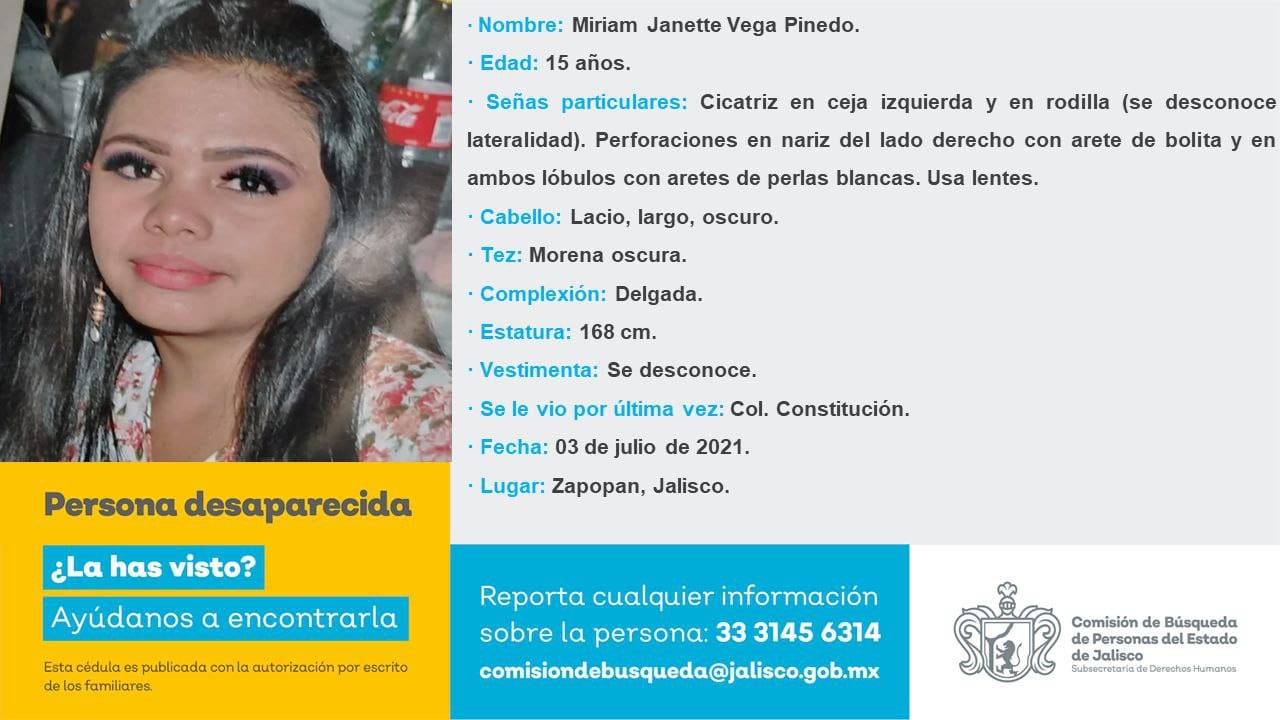 · Nombre: Miriam Janette Vega Pinedo.
· Edad: 15 años.
· Señas particulares: Cicatriz en ceja izquierda y en rodilla (se desconoce
lateralidad). Perforaciones en nariz del lado derecho con arete de bolita y en
ambos lóbulos con aretes de perlas blancas. Usa lentes.
· Cabello: Lacio, largo, oscuro.
· Tez: Morena oscura.
· Complexión: Delgada.
· Estatura: 168 cm.
· Vestimenta: Se desconoce.
· Se le vio por última vez: Col. Constitución.
· Fecha: 03 de julio de 2021.
· Lugar: Zapopan, Jalisco.
Coca-Cola
Persona desaparecida
¿La has visto?
Ayúdanos a encontrarla
Esta cédula es publicada con la autorización por escrito
de los familiares.
Reporta cualquier información
sobre la persona: 33 3145 6314
comisiondebusqueda@jalisco.gob.mx
Comisión de Búsqueda
de Personas del Estado
de Jalisco
Subsecretaría de Derechos Humanos